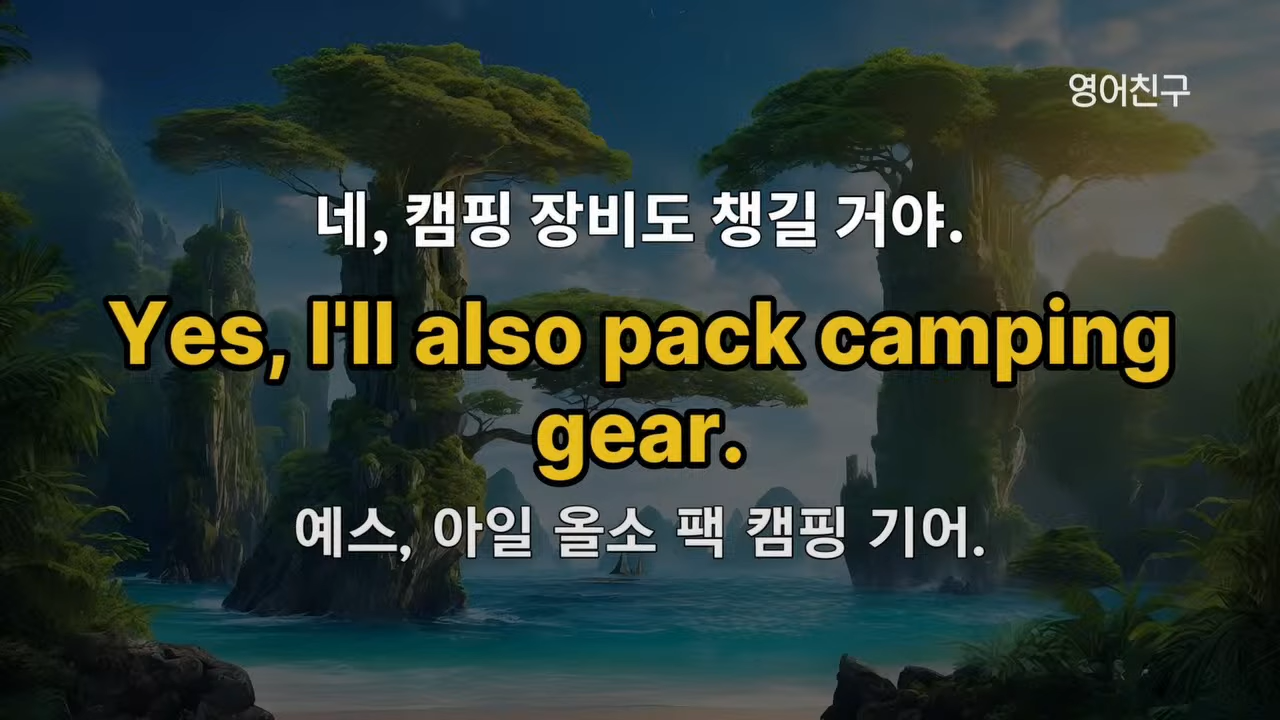 영어친구
네, 캠핑 장비도 챙길 거야.
Yes, I'll also pack camping
gear.
예스, 아일 올소 팩 캠핑 기어.